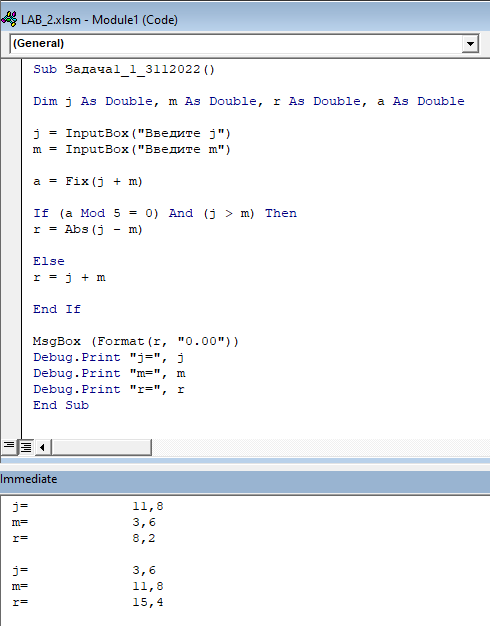 LAB_2.xlsm - Module1 (Code)
(General)
Sub Задача1_1_3112022()
Dim j As Double, m As Double, r As Double, a As Double
j = InputBox("Введите j")
m = InputBox("Введите m")
a = Fix(j + m)
If (a Mod 5 = 0) And (j > m) Then
r = Abs(j - m)
Else
r = j + m
End If
MsgBox (Format(r, "0.00"))
Debug.Print "j=", j
Debug.Print "m=", m
Debug.Print "r=", r
End Sub
Immediate
j= 11,8
m= 3,6
r= 8,2
j= 3,6
m= 11,8
r= 15,4